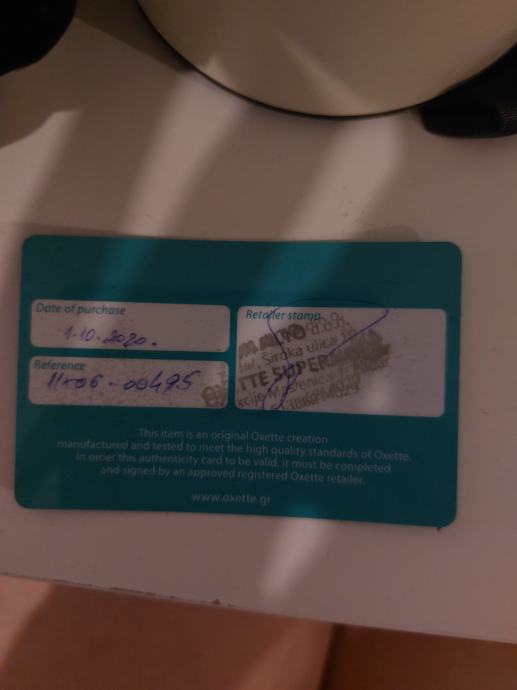 Date of purchase
1.10.2020.
Reference
11x06-00495
Retailer stamp
MALTO d.o.o.
Široka ulica
This item is an original Oxette creation
manufactured and tested to meet the high quality standards of Oxette.
In order this authenticity card to be valid, it must be completed
and signed by an approved registered Oxette retailer.
www.oxette.gr